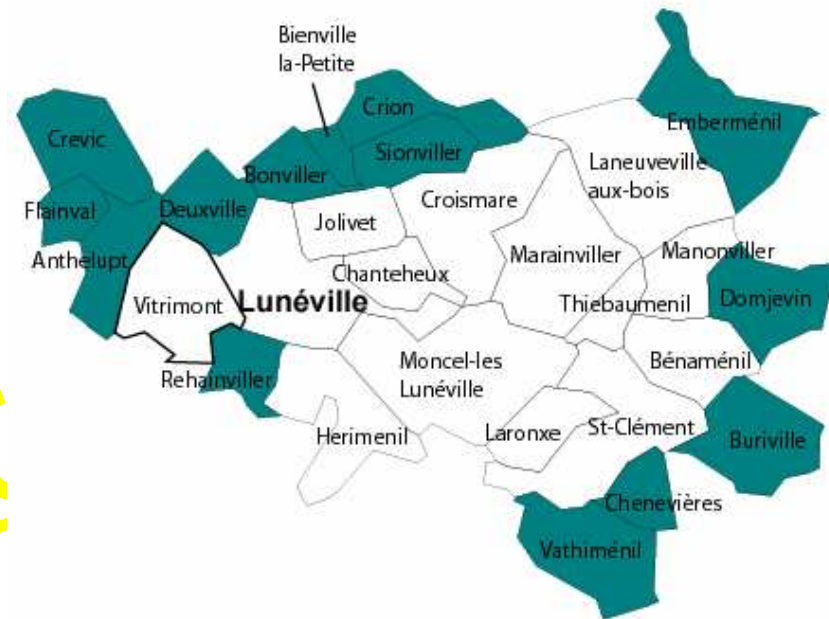 Bienville
la-Petite
Crion
Emberménil
Crevic
Sionviller
Bonviller
Laneuveville
aux-bois
Croismare
Flainval
Deuxville
Jolivet
Anthelupt
Marainviller
Manonviller
Chanteheux
Vitrimont
Lunéville
Thiebaumenil
Domjevin
Moncel-les
Lunéville
Bénaménil
Rehainviller
Herimenil
Laronxe
St-Clément
Buriville
Chenevières
Vathiménil